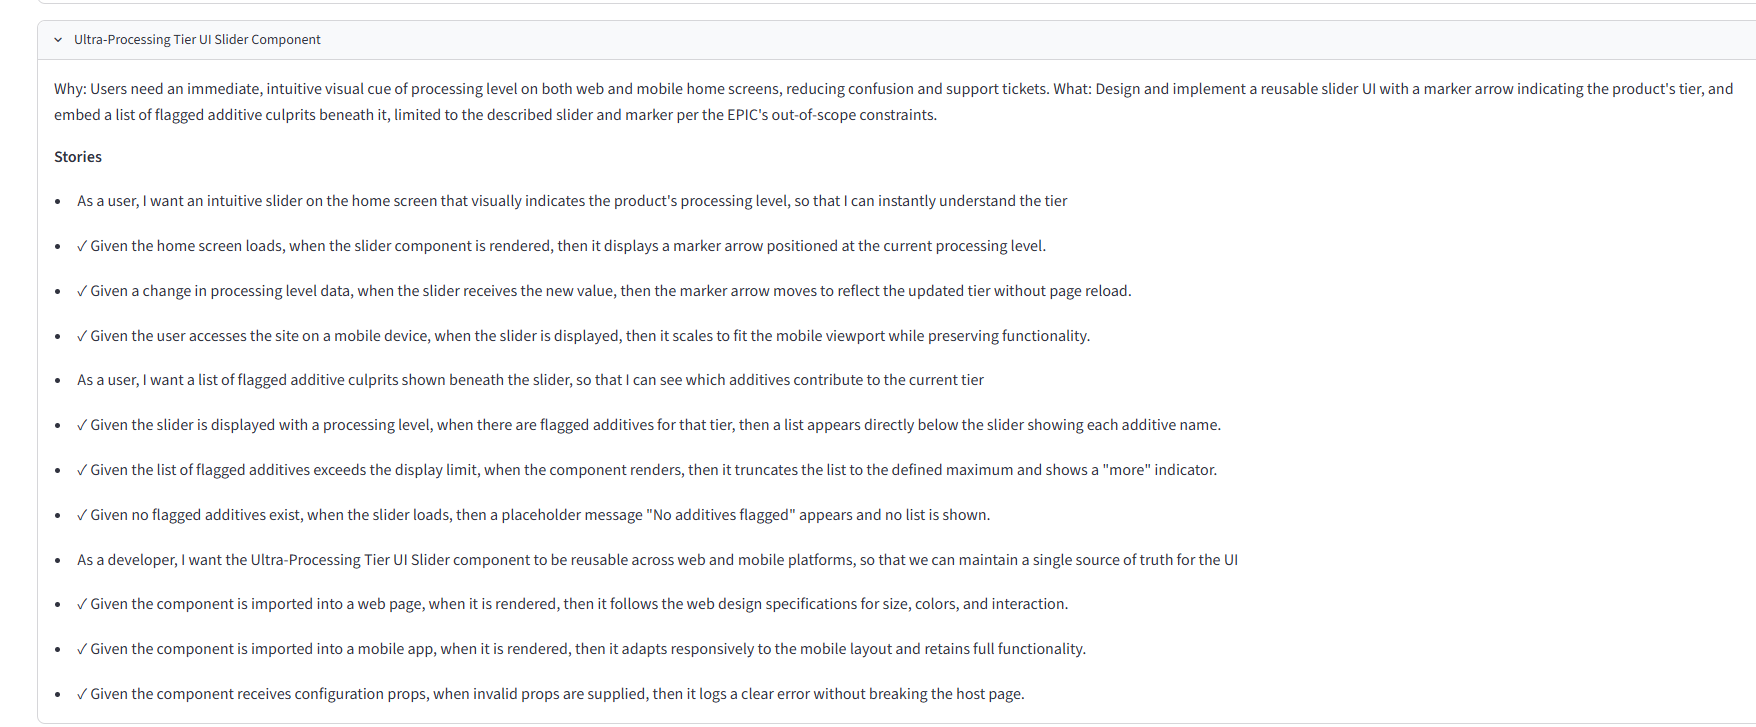 Ultra-Processing Tier UI Slider Component
Why: Users need an immediate, intuitive visual cue of processing level on both web and mobile home screens, reducing confusion and support tickets. What: Design and implement a reusable slider UI with a marker arrow indicating the product's tier, and
embed a list of flagged additive culprits beneath it, limited to the described slider and marker per the EPIC's out-of-scope constraints.
Stories
• As a user, I want an intuitive slider on the home screen that visually indicates the product's processing level, so that I can instantly understand the tier
• ✓ Given the home screen loads, when the slider component is rendered, then it displays a marker arrow positioned at the current processing level.
• ✓ Given a change in processing level data, when the slider receives the new value, then the marker arrow moves to reflect the updated tier without page reload.
• ✓ Given the user accesses the site on a mobile device, when the slider is displayed, then it scales to fit the mobile viewport while preserving functionality.
• As a user, I want a list of flagged additive culprits shown beneath the slider, so that I can see which additives contribute to the current tier
• ✓ Given the slider is displayed with a processing level, when there are flagged additives for that tier, then a list appears directly below the slider showing each additive name.
• ✓ Given the list of flagged additives exceeds the display limit, when the component renders, then it truncates the list to the defined maximum and shows a "more" indicator.
• ✓ Given no flagged additives exist, when the slider loads, then a placeholder message "No additives flagged" appears and no list is shown.
• As a developer, I want the Ultra-Processing Tier UI Slider component to be reusable across web and mobile platforms, so that we can maintain a single source of truth for the UI
• ✓ Given the component is imported into a web page, when it is rendered, then it follows the web design specifications for size, colors, and interaction.
• ✓ Given the component is imported into a mobile app, when it is rendered, then it adapts responsively to the mobile layout and retains full functionality.
• ✓ Given the component receives configuration props, when invalid props are supplied, then it logs a clear error without breaking the host page.